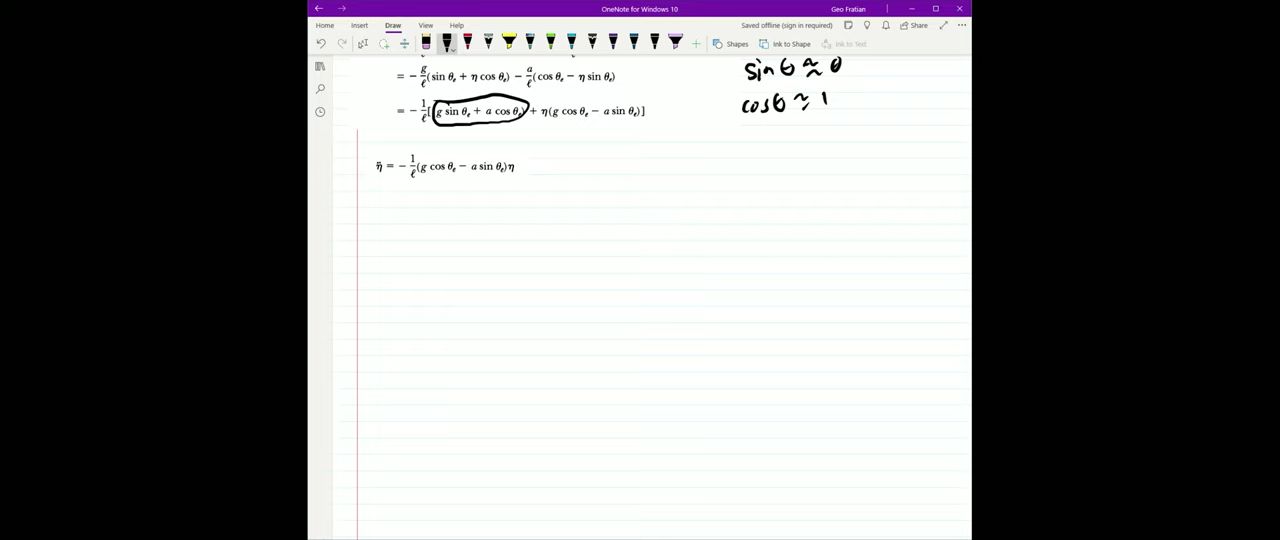 OneNote for Windows 10
Geo Fratian
Home Insert Draw View Help
Saved offline (sign in required)
Share
Shapes Ink to Shape Ink to Text
= − g/ℓ (sin θₑ + η cos θₑ) − a/ℓ (cos θₑ − η sin θₑ)
sin θ ≈ θ
= − 1/ℓ [(g sin θₑ + a cos θₑ) + η(g cos θₑ − a sin θₑ)]
cos θ ≈ 1
η̈ = − 1/ℓ (g cos θₑ − a sin θₑ)η